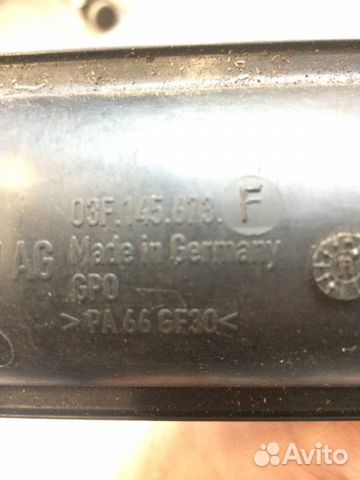 03F.145.673. F
AG
Made in Germany
GPO
>PA 66 GF30<
Avito